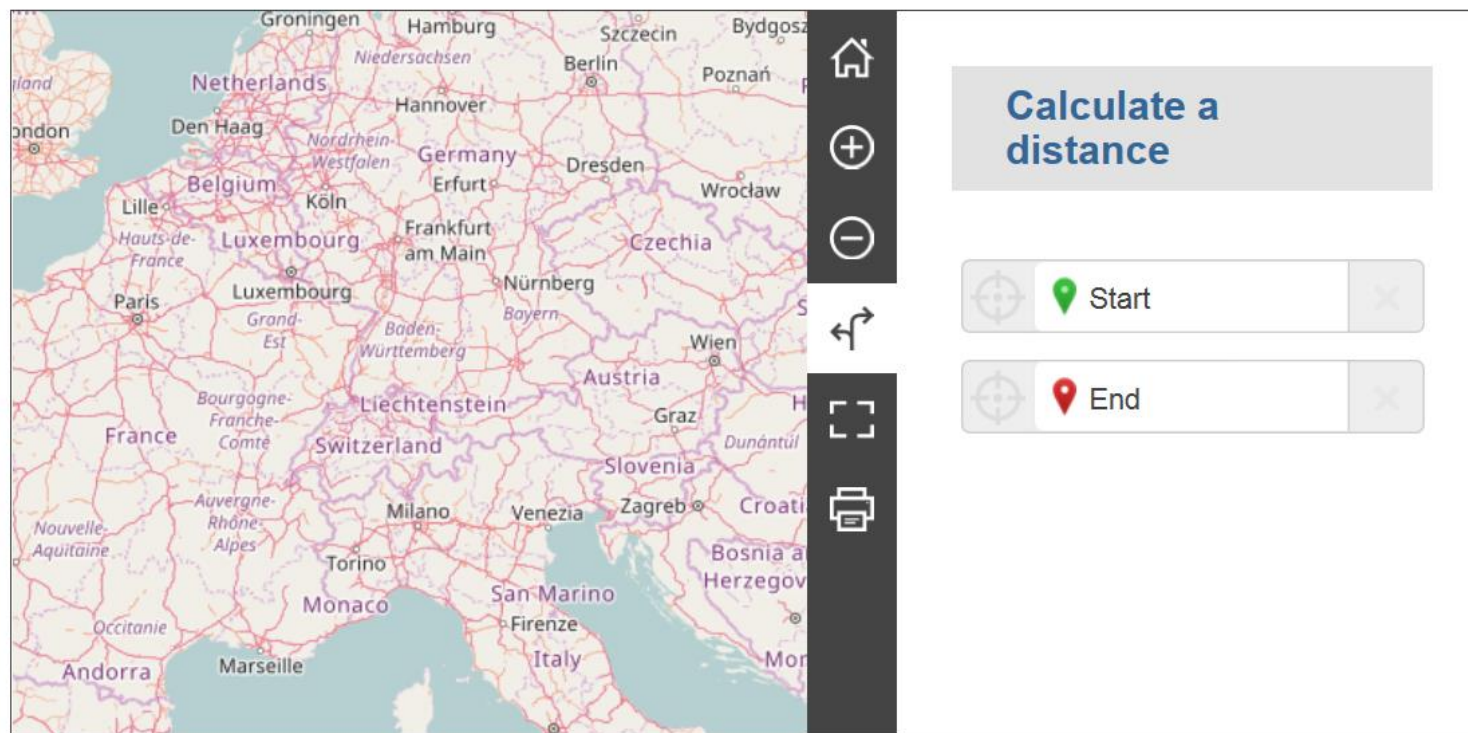 Groningen
Hamburg
Szczecin
Bydgosz
Niedersachsen
Berlin
Poznań
Netherlands
Hannover
ondon
Den Haag
Nordrhein-
Westfalen
Germany
Dresden
Belgium
Erfurt
Wrocław
Lille
Köln
Hauts-de-
France
Luxembourg
Frankfurt
am Main
Czechia
Paris
Luxembourg
Nürnberg
Grand-
Est
Baden-
Württemberg
Bayern
Wien
Austria
Bourgogne-
Franche-
Comté
Liechtenstein
Graz
France
Switzerland
Dunántúl
Slovenia
Auvergne-
Rhône-
Alpes
Milano
Venezia
Zagreb
Croati
Nouvelle-
Aquitaine
Torino
Bosnia a
Herzegov
Monaco
San Marino
Occitanie
Firenze
Andorra
Marseille
Italy
Mor
Calculate a
distance
Start
End